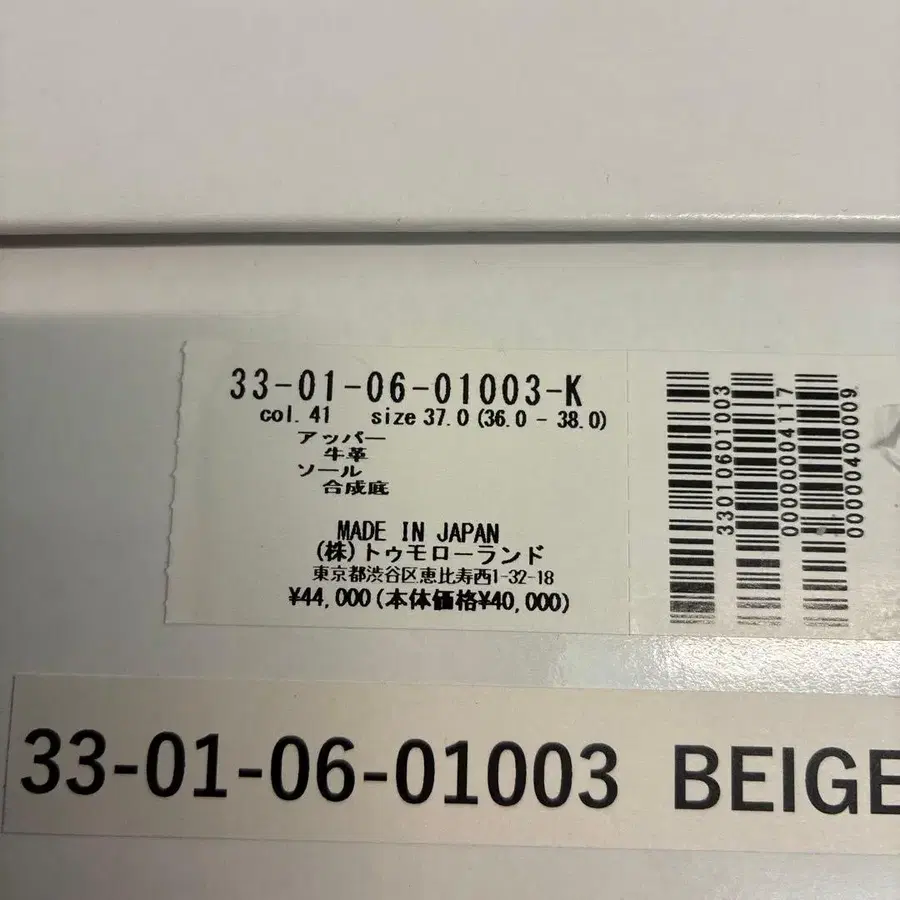 33-01-06-01003-K
col. 41 size 37.0 (36.0 - 38.0)
アッパー
牛革
ソール
合成底
MADE IN JAPAN
(株)トゥモローランド
東京都渋谷区恵比寿西1-32-18
¥44,000(本体価格¥40,000)
33010601003
0000004117
000004000009
33-01-06-01003 BEIGE